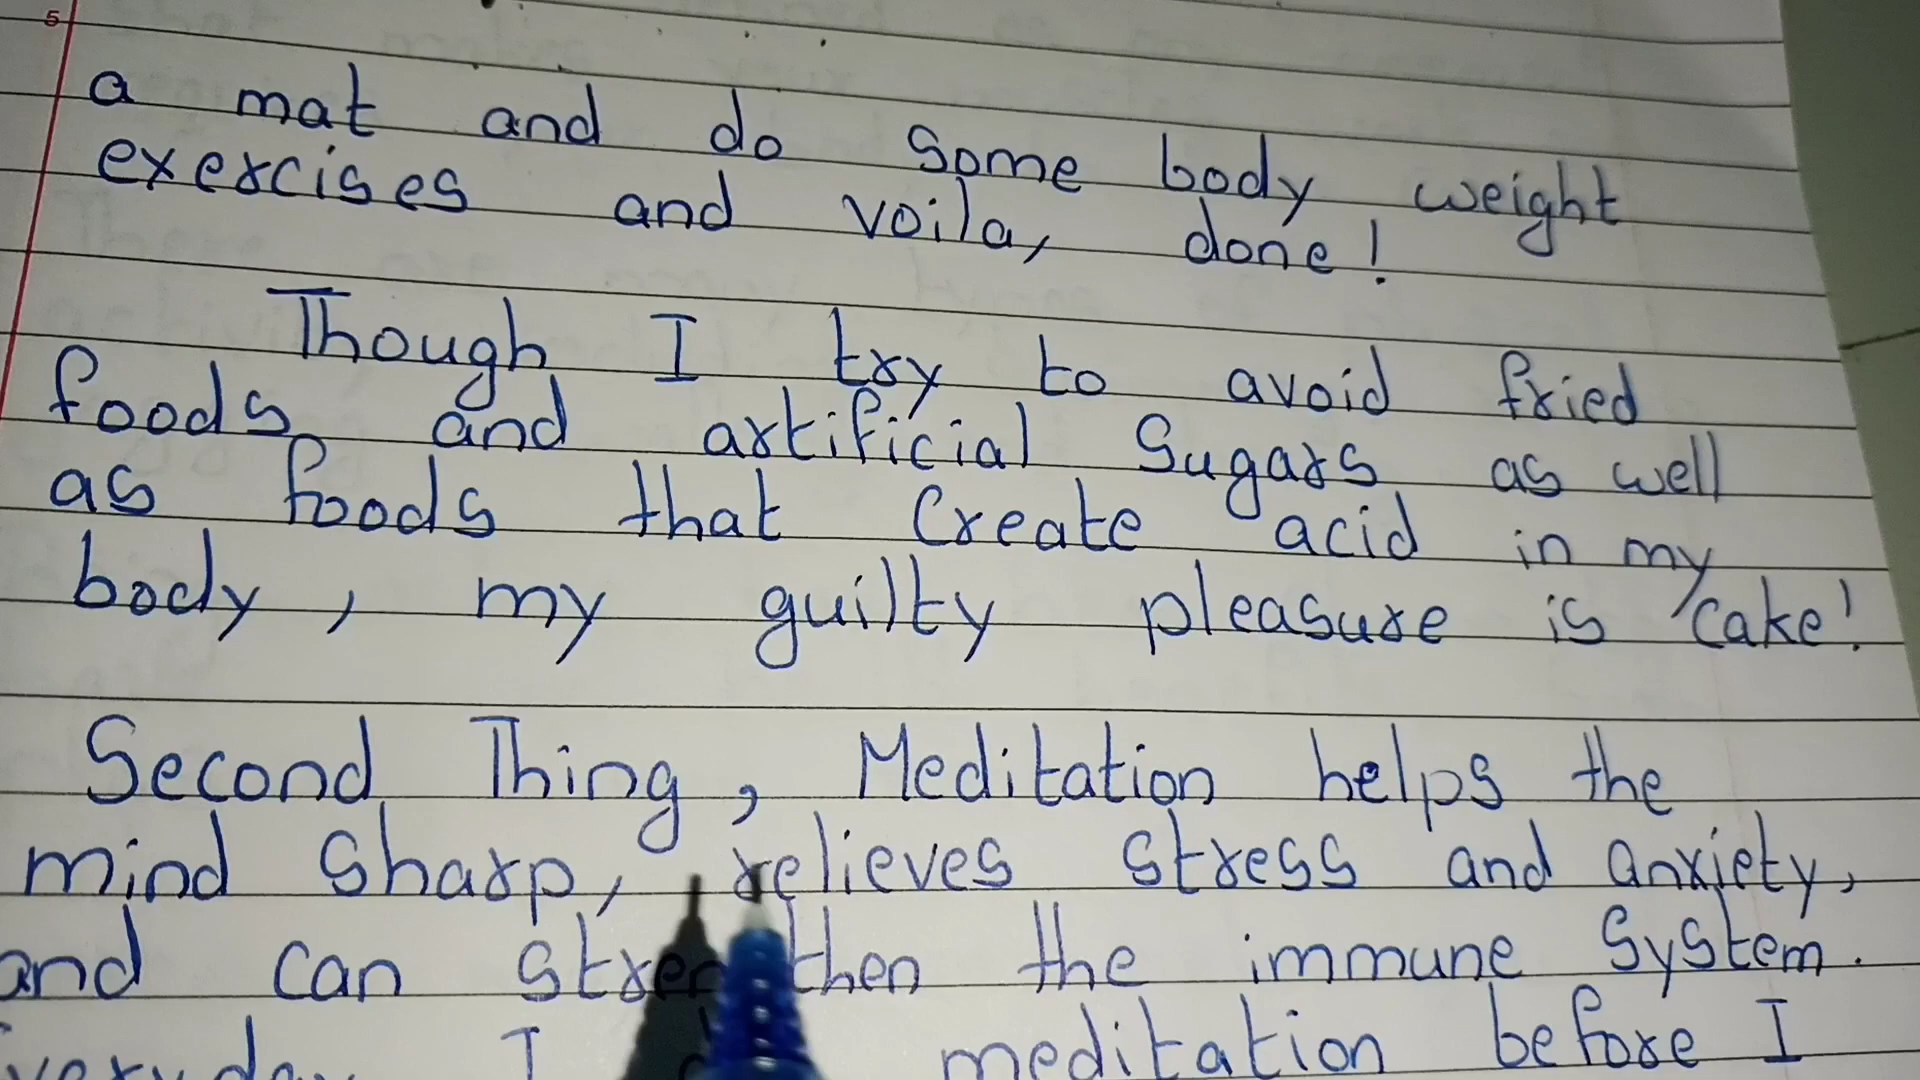 5
a mat and do some body weight
exercises and voila, done!
Though I try to avoid fried
foods and artificial sugars as well
as foods that create acid in my
body, my guilty pleasure is cake!
Second Thing, Meditation helps the
mind sharp, relieves stress and anxiety,
and can the immune system.
I meditation before I